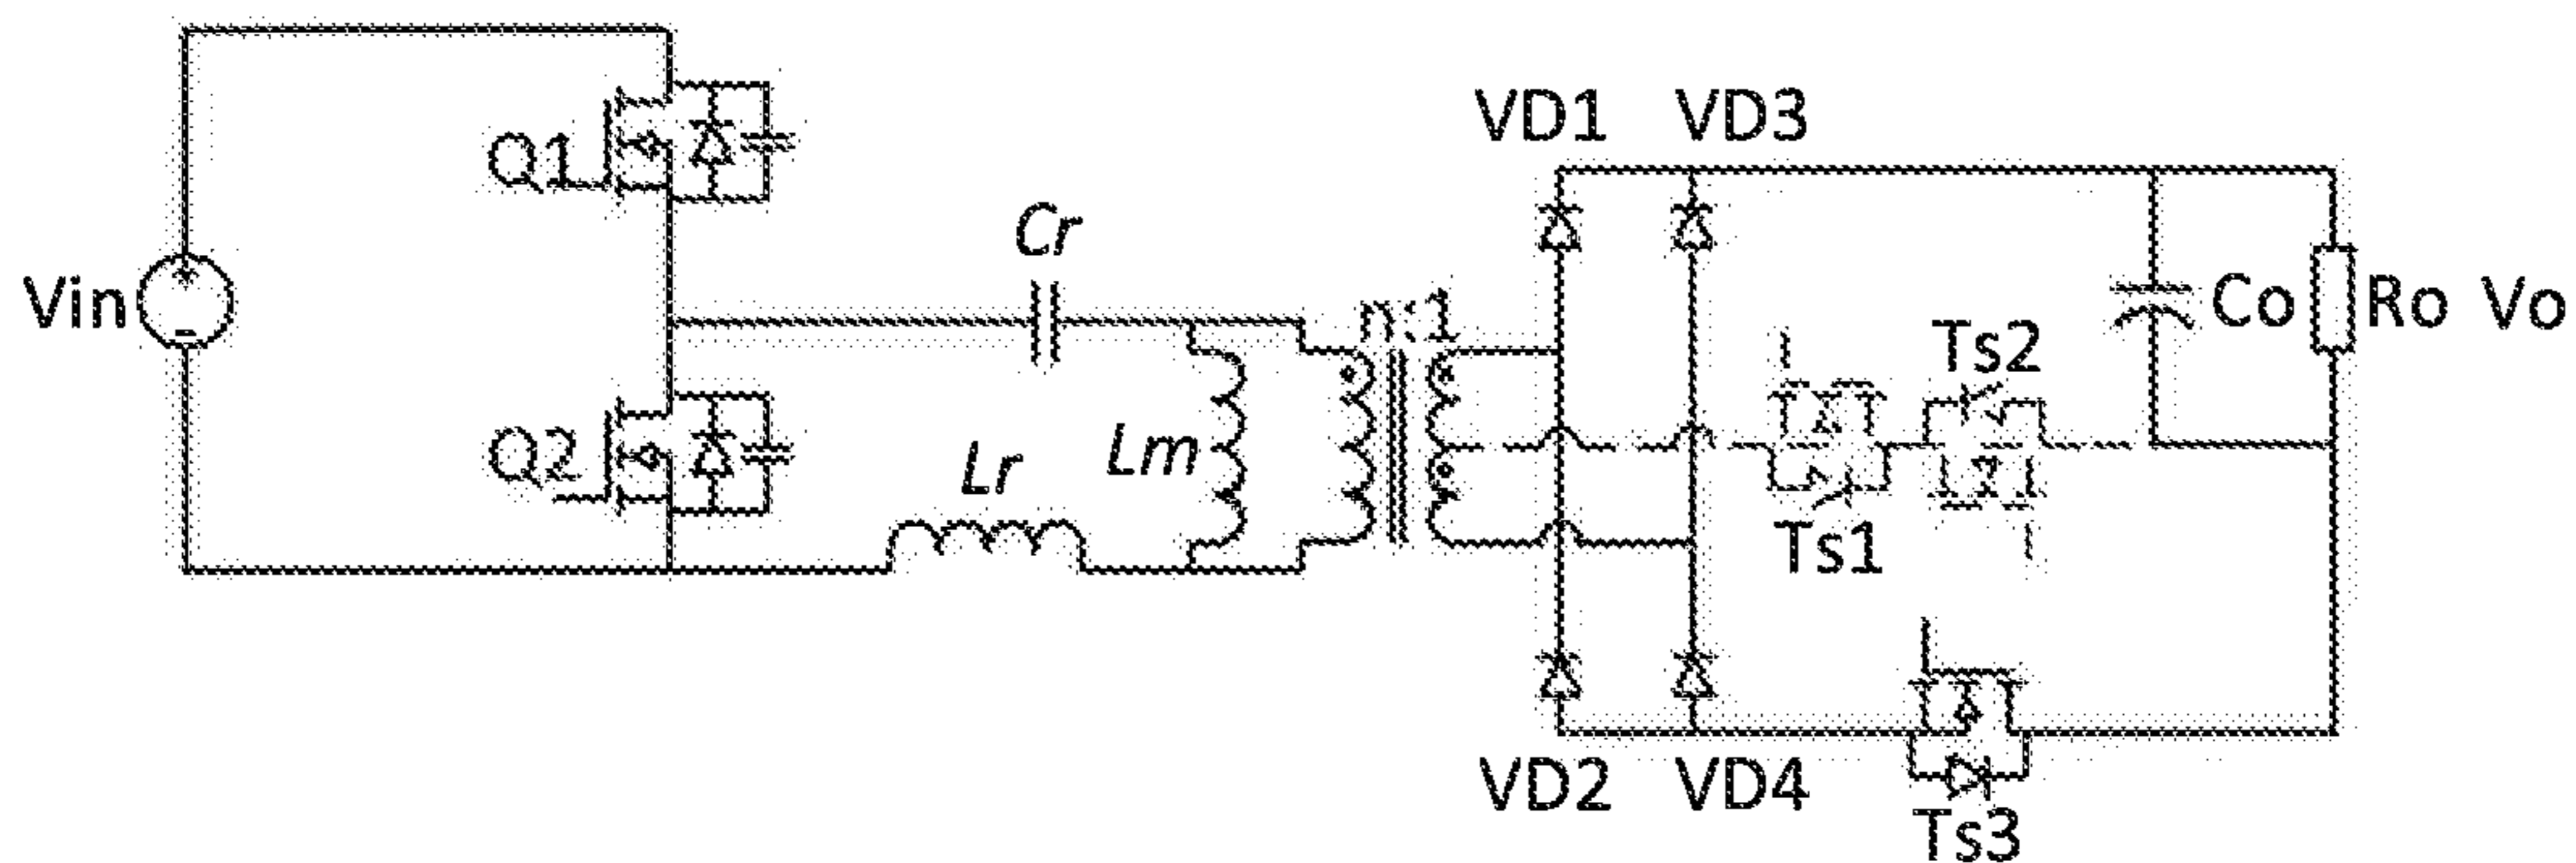 VD1 VD3
Q1
Cr
Vin
n:1
Co Ro Vo
Ts2
Q2
Lr
Lm
Ts1
VD2 VD4
Ts3